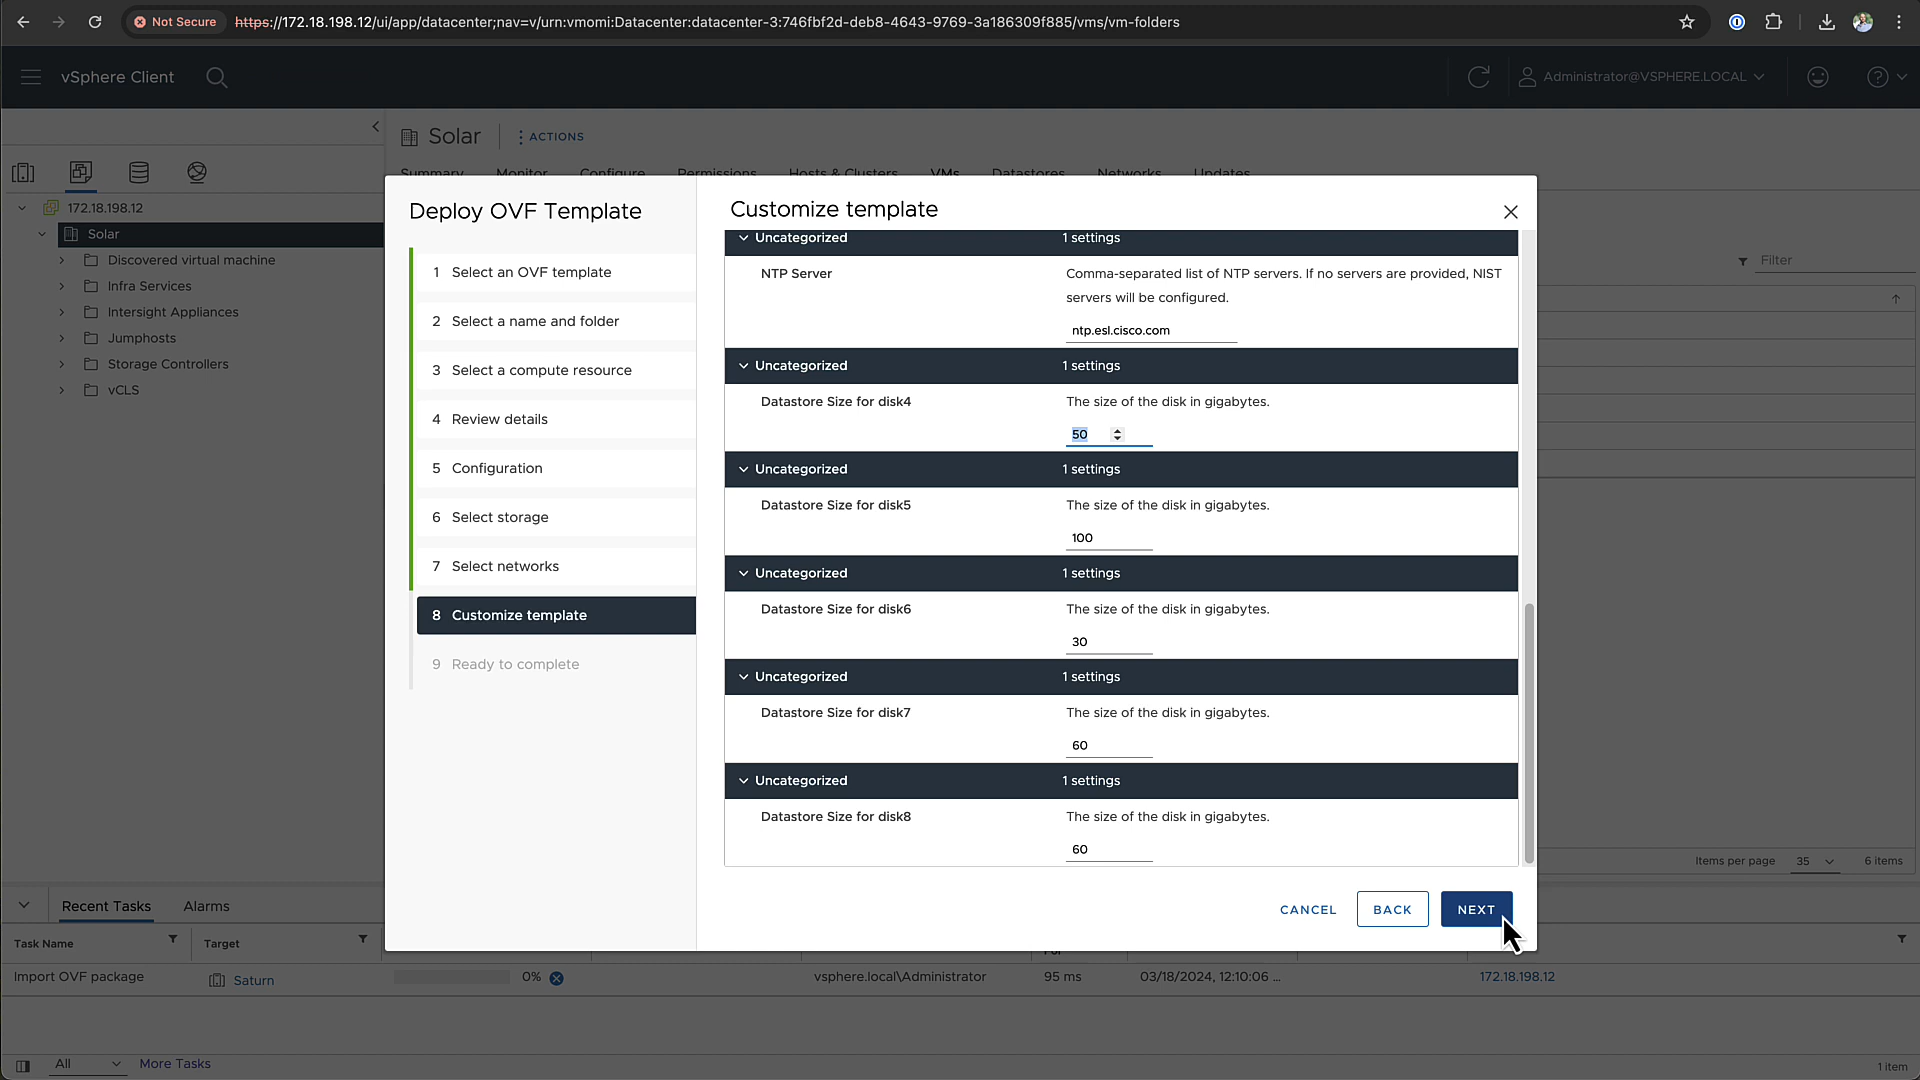 Not Secure https://172.18.198.12/ui/app/datacenter;nav=v/urn:vmomi:Datacenter:datacenter-3:746fbf2d-deb8-4643-9769-3a186309f885/vms/vm-folders
vSphere Client
Administrator@VSPHERE.LOCAL
Solar
ACTIONS
Summary Monitor Configure Permissions Hosts & Clusters VMs Datastores Networks Updates
172.18.198.12
Solar
Discovered virtual machine
Infra Services
Intersight Appliances
Jumphosts
Storage Controllers
vCLS
Filter
Deploy OVF Template
1 Select an OVF template
2 Select a name and folder
3 Select a compute resource
4 Review details
5 Configuration
6 Select storage
7 Select networks
8 Customize template
9 Ready to complete
Customize template
Uncategorized 1 settings
NTP Server Comma-separated list of NTP servers. If no servers are provided, NIST
servers will be configured.
ntp.esl.cisco.com
Uncategorized 1 settings
Datastore Size for disk4 The size of the disk in gigabytes.
50
Uncategorized 1 settings
Datastore Size for disk5 The size of the disk in gigabytes.
100
Uncategorized 1 settings
Datastore Size for disk6 The size of the disk in gigabytes.
30
Uncategorized 1 settings
Datastore Size for disk7 The size of the disk in gigabytes.
60
Uncategorized 1 settings
Datastore Size for disk8 The size of the disk in gigabytes.
60
CANCEL BACK NEXT
Items per page 35 6 items
Recent Tasks Alarms
Task Name Target
Import OVF package Saturn 0% vsphere.local\Administrator 95 ms 03/18/2024, 12:10:06 ... 172.18.198.12
All More Tasks 1 item